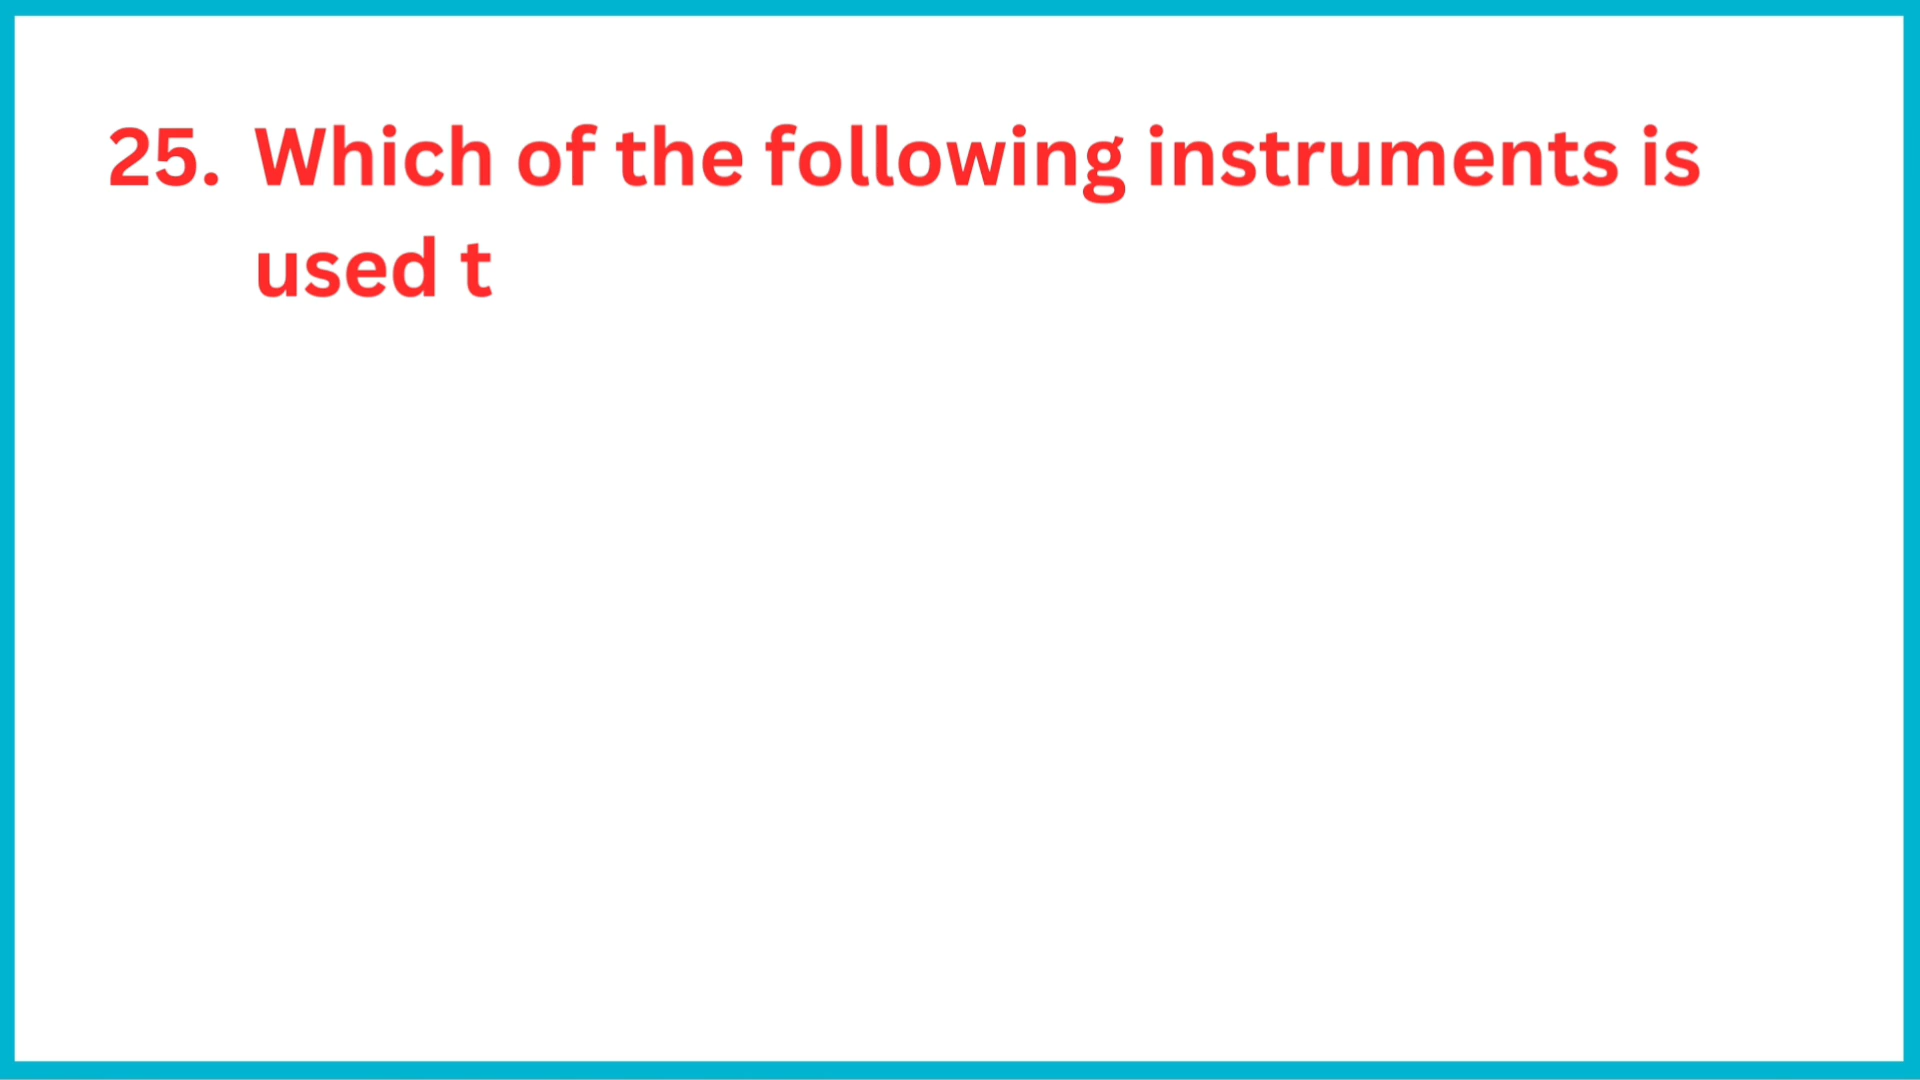 25. Which of the following instruments is
used t